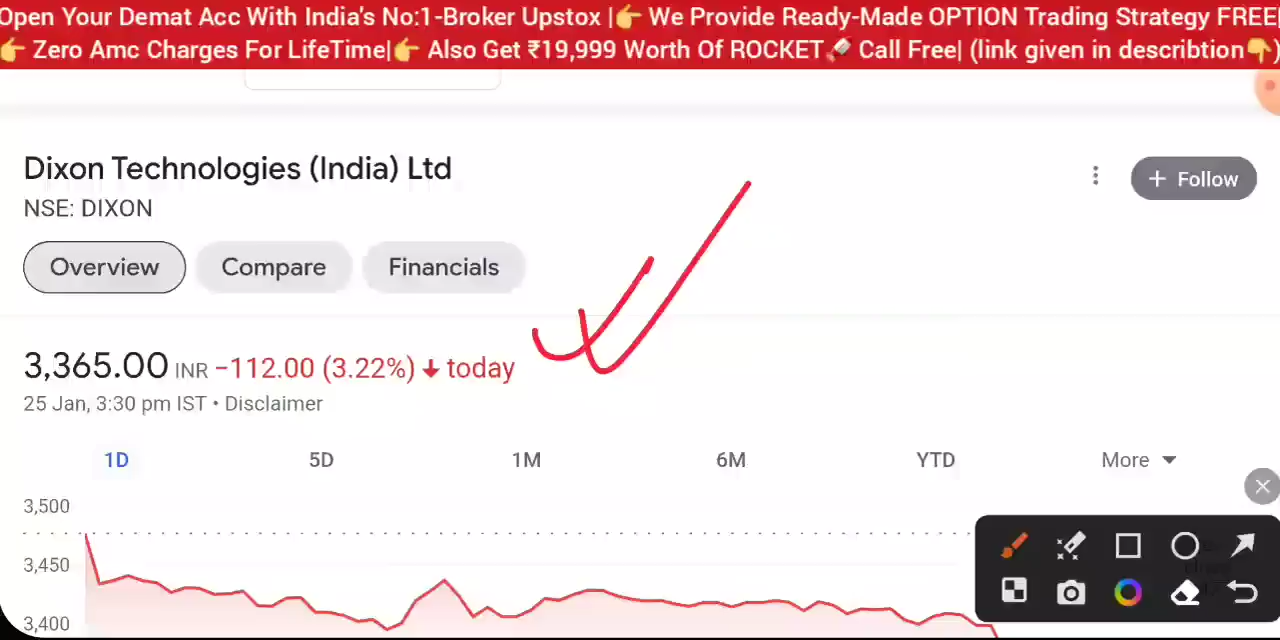 Open Your Demat Acc With India's No:1-Broker Upstox |👉 We Provide Ready-Made OPTION Trading Strategy FREE|
👉 Zero Amc Charges For LifeTime|👉 Also Get ₹19,999 Worth Of ROCKET🚀 Call Free| (link given in describtion👇)
Dixon Technologies (India) Ltd
+ Follow
NSE: DIXON
Overview Compare Financials
3,365.00 INR −112.00 (3.22%) ↓ today
25 Jan, 3:30 pm IST • Disclaimer
1D 5D 1M 6M YTD More
3,500
3,450
3,400